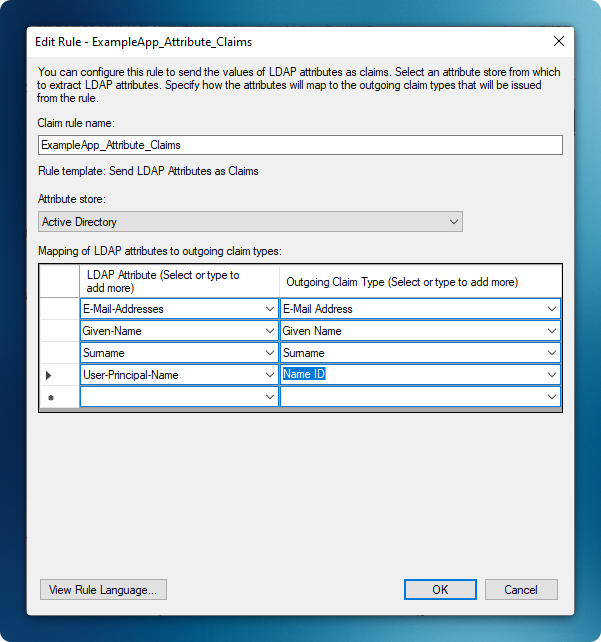 Edit Rule - ExampleApp_Attribute_Claims
You can configure this rule to send the values of LDAP attributes as claims. Select an attribute store from which
to extract LDAP attributes. Specify how the attributes will map to the outgoing claim types that will be issued
from the rule.
Claim rule name:
ExampleApp_Attribute_Claims
Rule template: Send LDAP Attributes as Claims
Attribute store:
Active Directory
Mapping of LDAP attributes to outgoing claim types:
LDAP Attribute (Select or type to
add more)
Outgoing Claim Type (Select or type to add more)
E-Mail-Addresses E-Mail Address
Given-Name Given Name
Surname Surname
User-Principal-Name Name ID
View Rule Language... OK Cancel